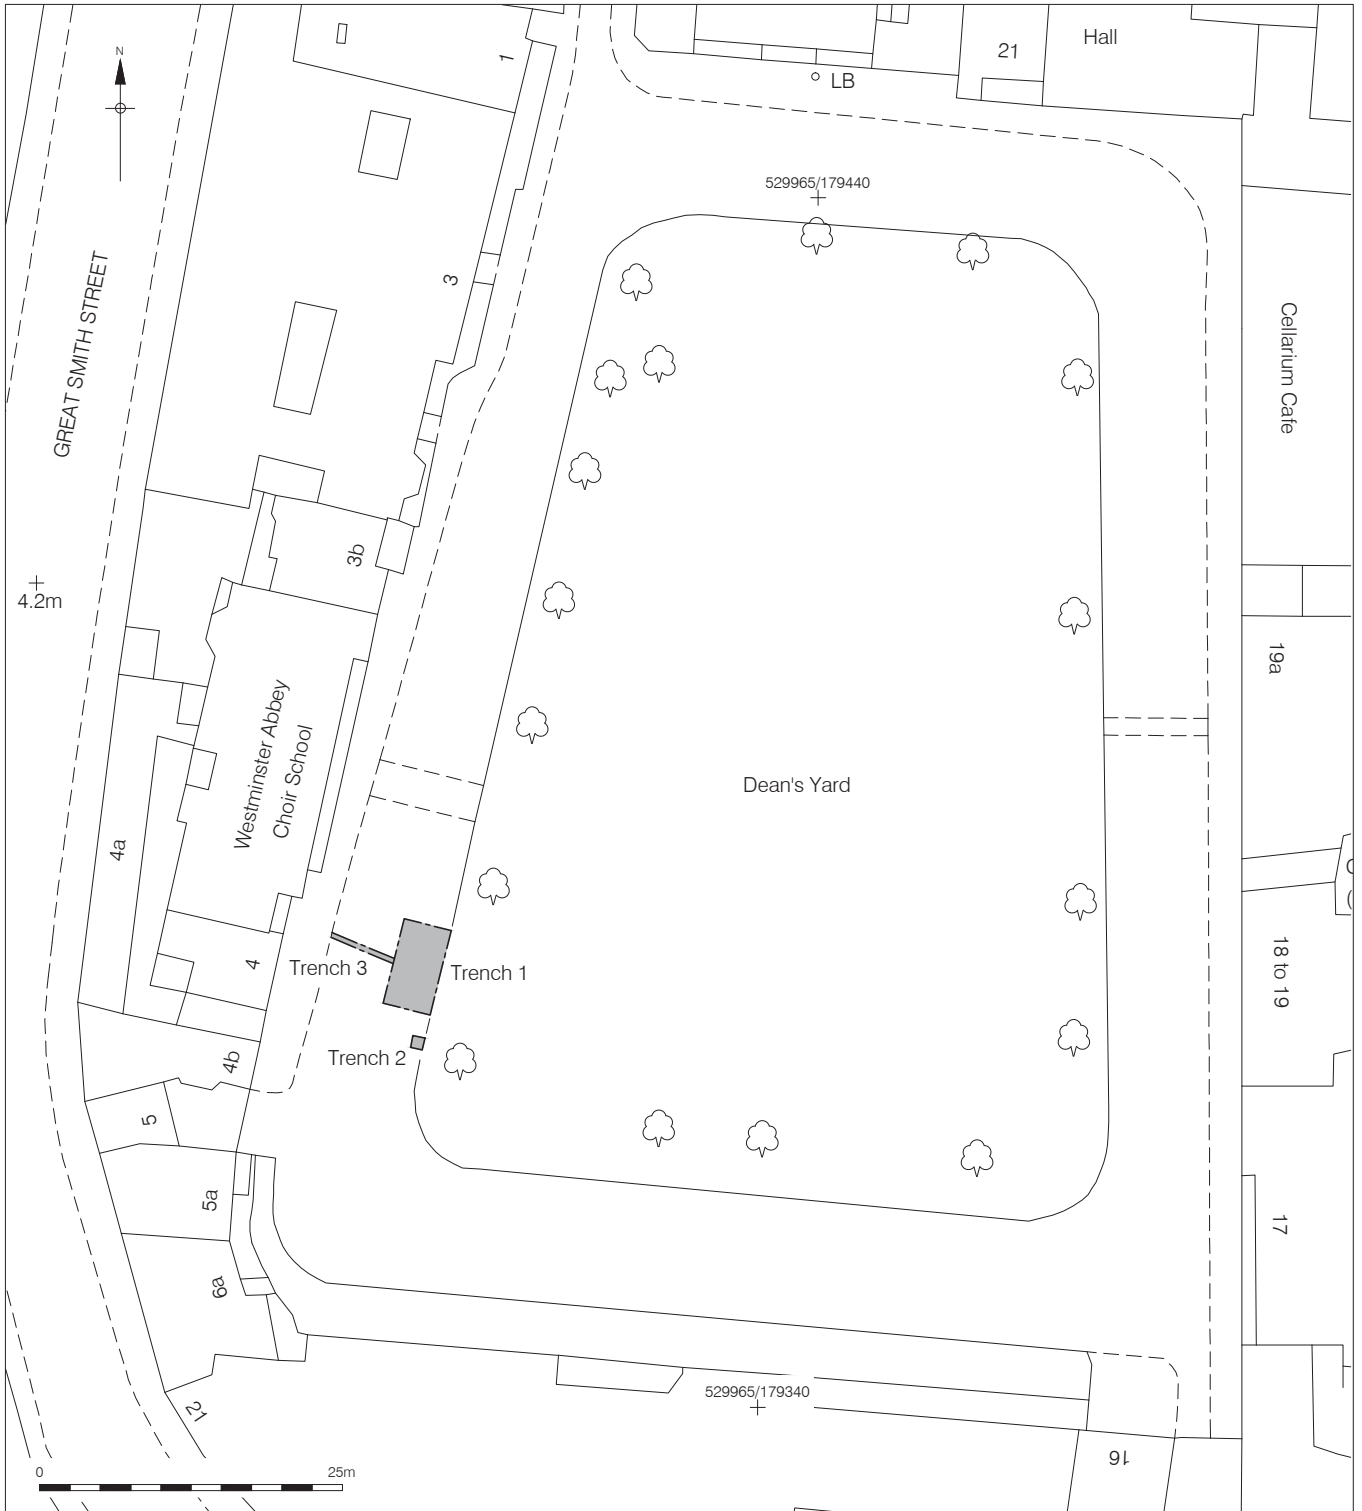 N
1
21
Hall
LB
529965/179440
3
GREAT SMITH STREET
Cellarium Cafe
3b
4.2m
19a
Westminster Abbey
Choir School
Dean's Yard
4a
4
Trench 3
Trench 1
18 to 19
Trench 2
4b
5
5a
17
6a
529965/179340
21
16
0
25m